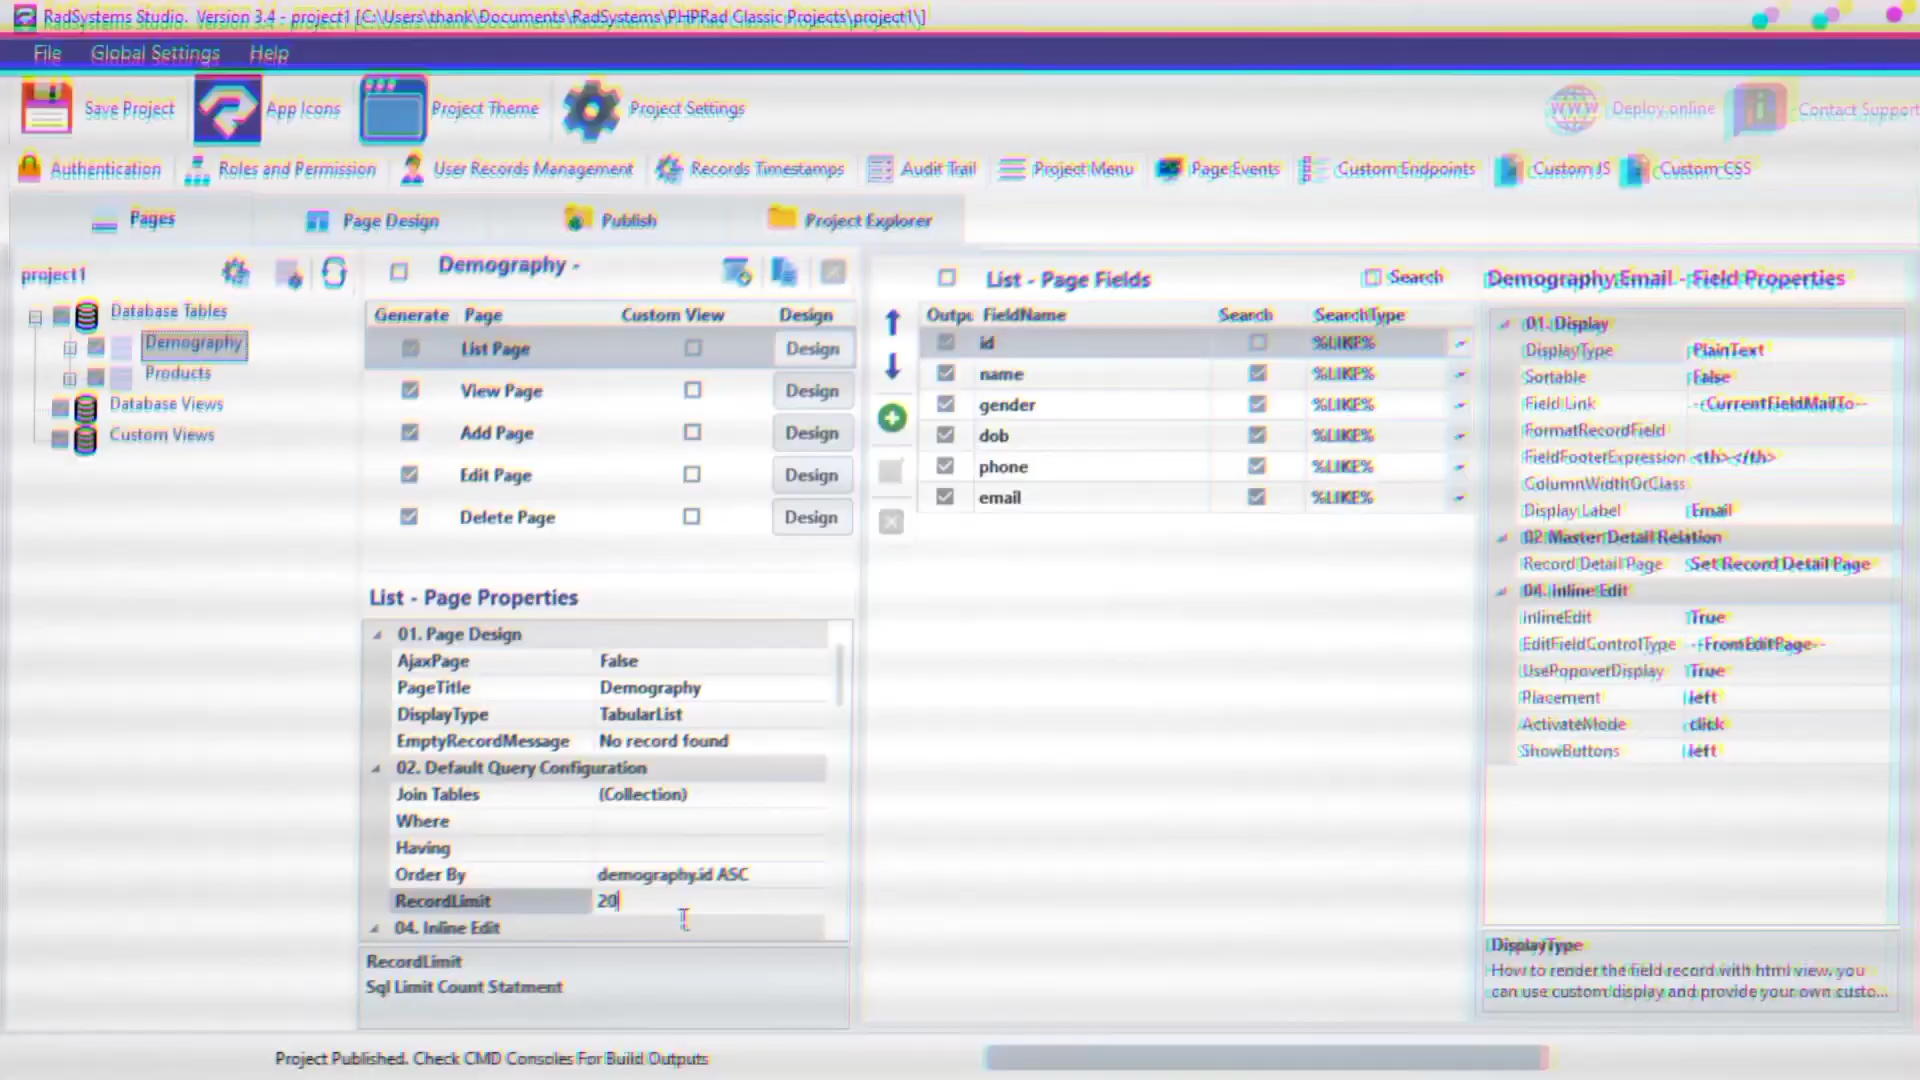 RadSystems Studio. Version 3.4 - project1 [C:\Users\thank\Documents\RadSystems\PHPRad Classic Projects\project1\]
File Global Settings Help
Save Project App Icons Project Theme Project Settings Deploy.online Contact Support
Authentication Roles and Permission User Records Management Records Timestamps Audit Trail Project Menu Page Events Custom Endpoints Custom JS Custom CSS
Pages Page Design Publish Project Explorer
project1
Database Tables
Demography
Products
Database Views
Custom Views
Demography -
Generate Page Custom View Design
List Page Design
View Page Design
Add Page Design
Edit Page Design
Delete Page Design
List - Page Properties
01. Page Design
AjaxPage False
PageTitle Demography
DisplayType TabularList
EmptyRecordMessage No record found
02. Default Query Configuration
Join Tables (Collection)
Where
Having
Order By demography.id ASC
RecordLimit 20
04. Inline Edit
RecordLimit
Sql Limit Count Statment
List - Page Fields Search
Outpu FieldName Search SearchType
id %LIKE%
name %LIKE%
gender %LIKE%
dob %LIKE%
phone %LIKE%
email %LIKE%
Demography.Email - Field Properties
01. Display
DisplayType PlainText
Sortable False
Field Link --CurrentFieldMailTo--
FormatRecordField
FieldFooterExpression <th></th>
ColumnWidthOrClass
Display Label Email
02 Master Detail Relation
Record Detail Page Set Record Detail Page
04. Inline Edit
InlineEdit True
EditFieldControlType --FromEditPage--
UsePopoverDisplay True
Placement left
ActivateMode click
ShowButtons left
DisplayType
How to render the field record with html view. you
can use custom display and provide your own custo...
Project Published. Check CMD Consoles For Build Outputs